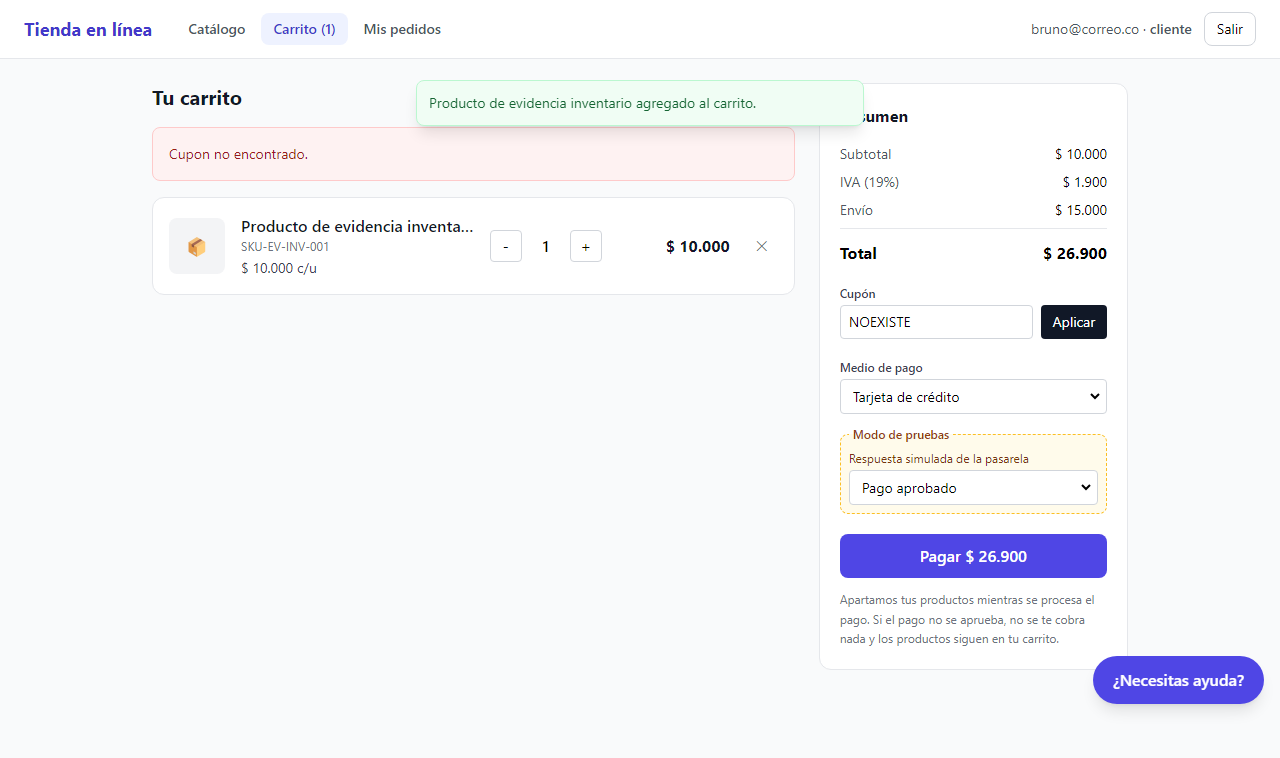 Tienda en línea
Catálogo
Carrito (1)
Mis pedidos
bruno@correo.co · cliente
Salir
Tu carrito
Producto de evidencia inventario agregado al carrito.
Cupon no encontrado.
Producto de evidencia inventa...
SKU-EV-INV-001
$ 10.000 c/u
-
1
+
$ 10.000
×
sumen
Subtotal
$ 10.000
IVA (19%)
$ 1.900
Envío
$ 15.000
Total
$ 26.900
Cupón
NOEXISTE
Aplicar
Medio de pago
Tarjeta de crédito
Modo de pruebas
Respuesta simulada de la pasarela
Pago aprobado
Pagar $ 26.900
Apartamos tus productos mientras se procesa el
pago. Si el pago no se aprueba, no se te cobra
nada y los productos siguen en tu carrito.
¿Necesitas ayuda?